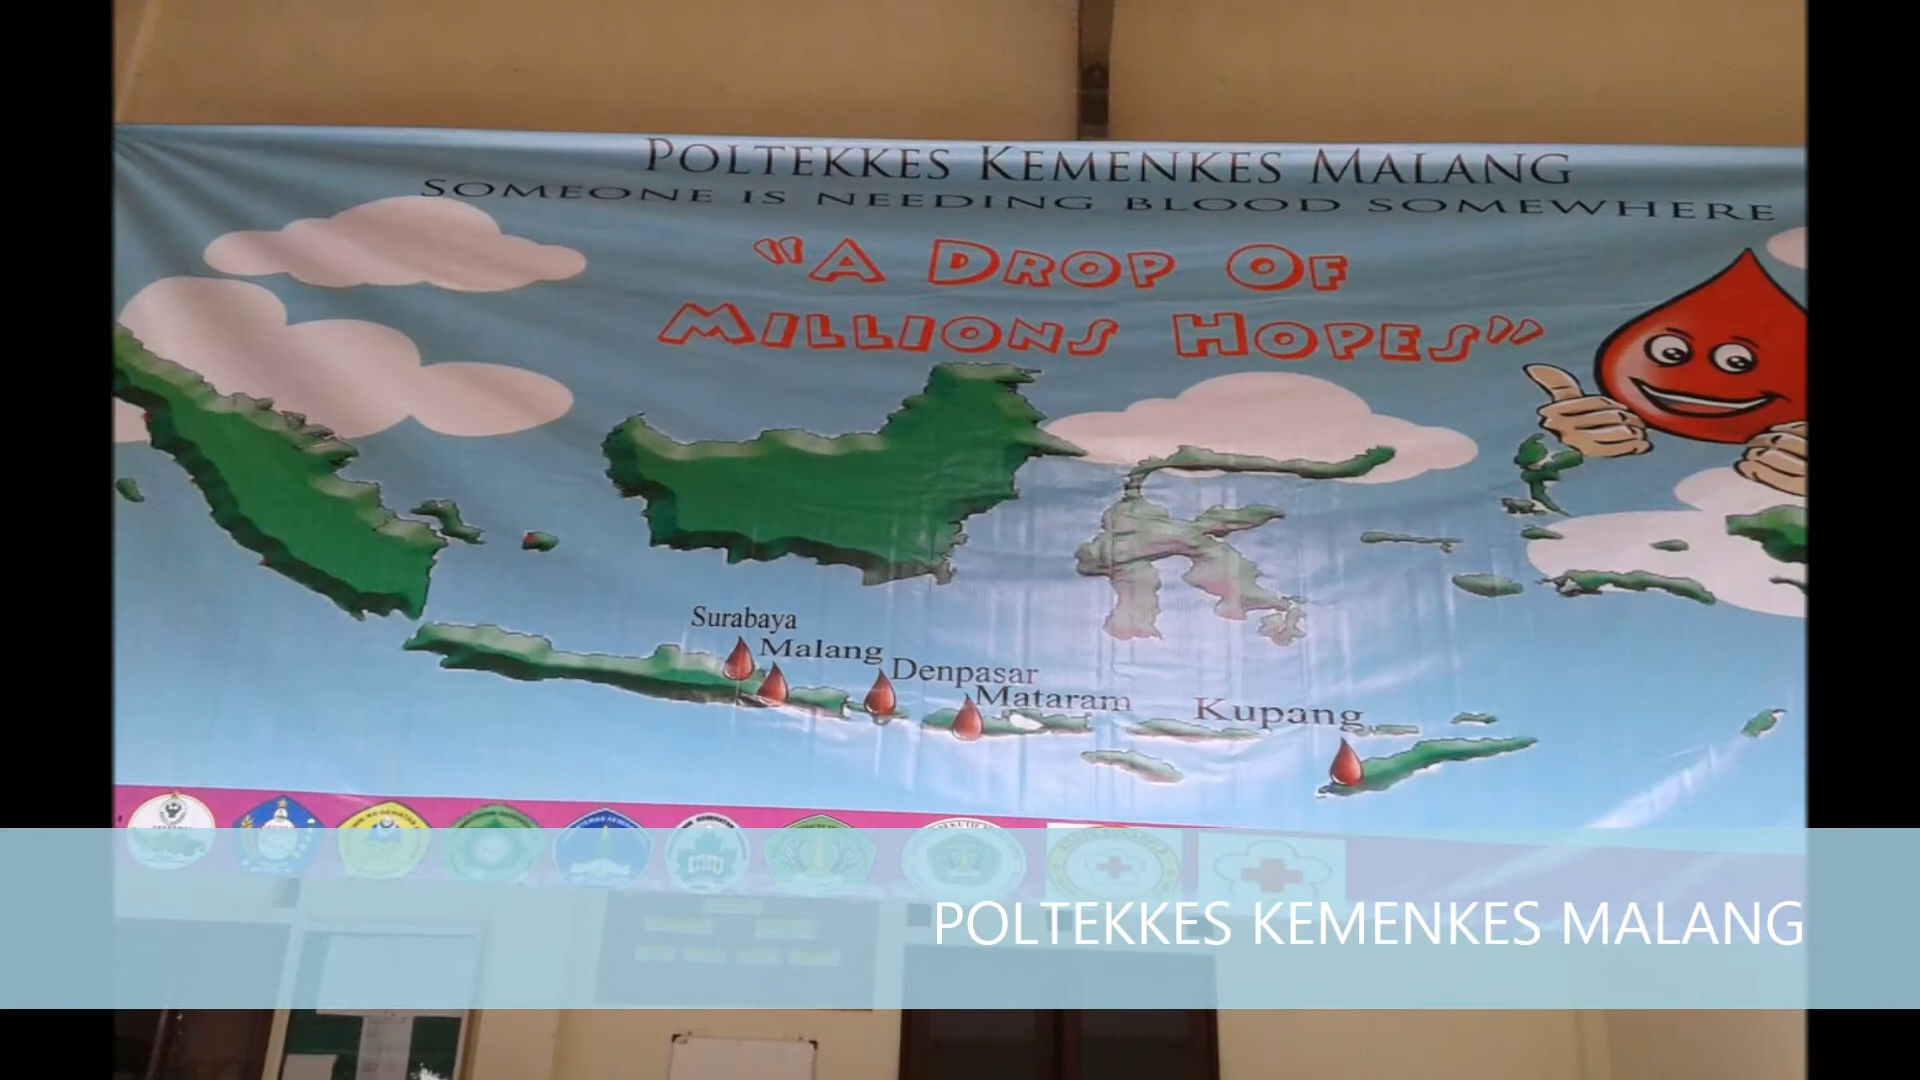 POLTEKKES KEMENKES MALANG
SOMEONE IS NEEDING BLOOD SOMEWHERE
“A DROP OF
MILLIONS HOPES”
Surabaya
Malang
Denpasar
Mataram
Kupang
POLTEKKES KEMENKES MALANG